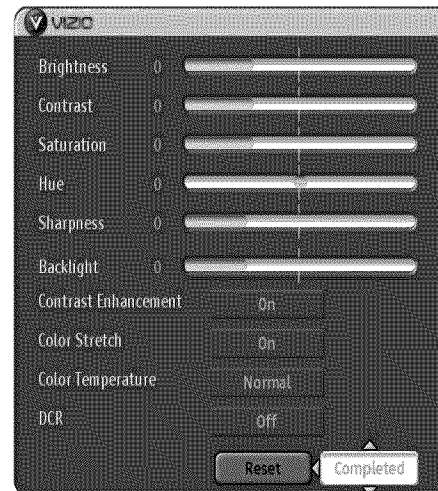 VIZIO
Brightness 0
Contrast 0
Saturation 0
Hue 0
Sharpness 0
Backlight 0
Contrast Enhancement On
Color Stretch On
Color Temperature Normal
DCR Off
Reset Completed